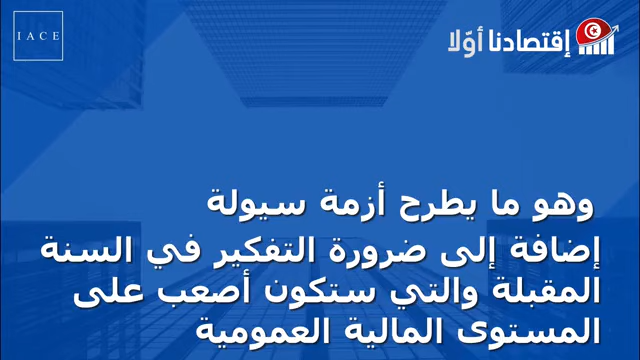 IACE
إقتصادنا أوّلا
وهو ما يطرح أزمة سيولة
إضافة إلى ضرورة التفكير في السنة
المقبلة والتي ستكون أصعب على
المستوى المالية العمومية